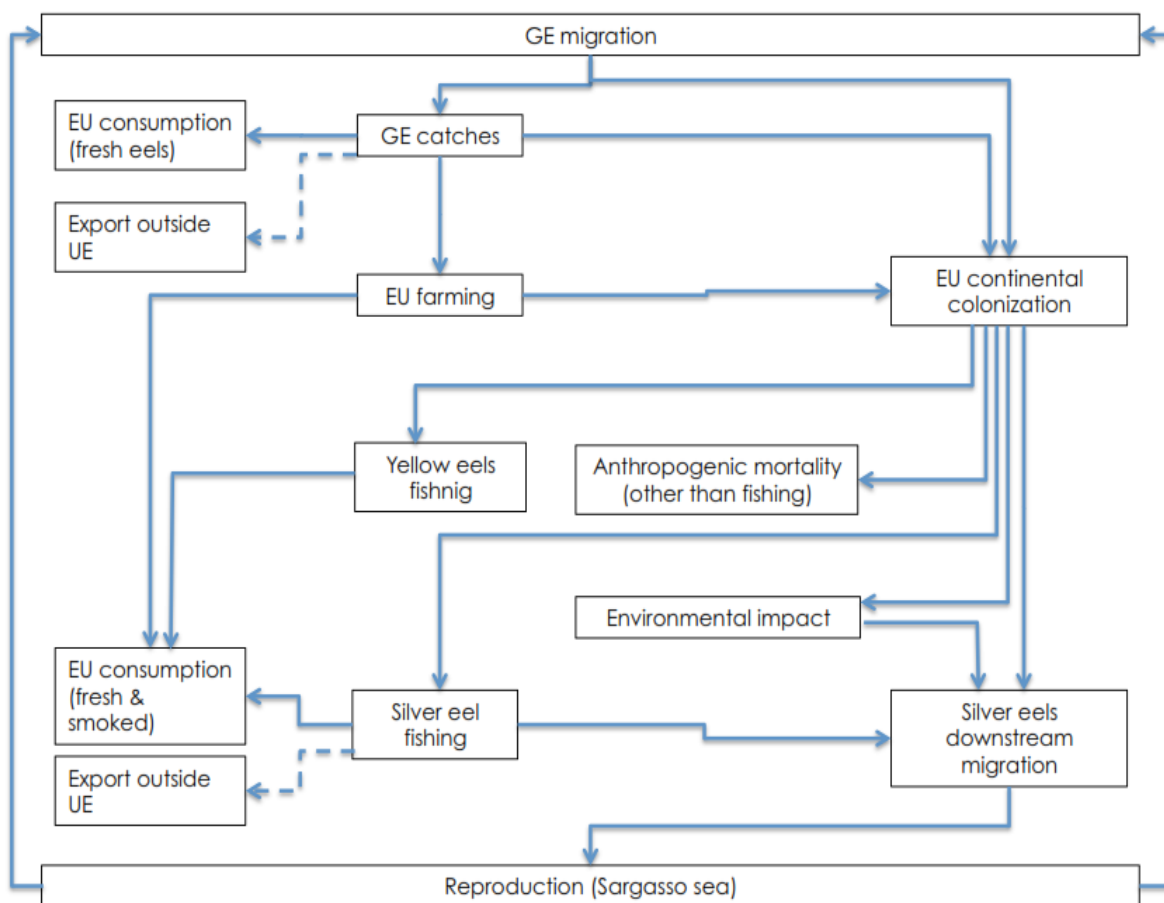 GE migration
EU consumption
(fresh eels)
GE catches
Export outside
UE
EU farming
EU continental
colonization
Yellow eels
fishnig
Anthropogenic mortality
(other than fishing)
Environmental impact
EU consumption
(fresh &
smoked)
Silver eel
fishing
Silver eels
downstream
migration
Export outside
UE
Reproduction (Sargasso sea)